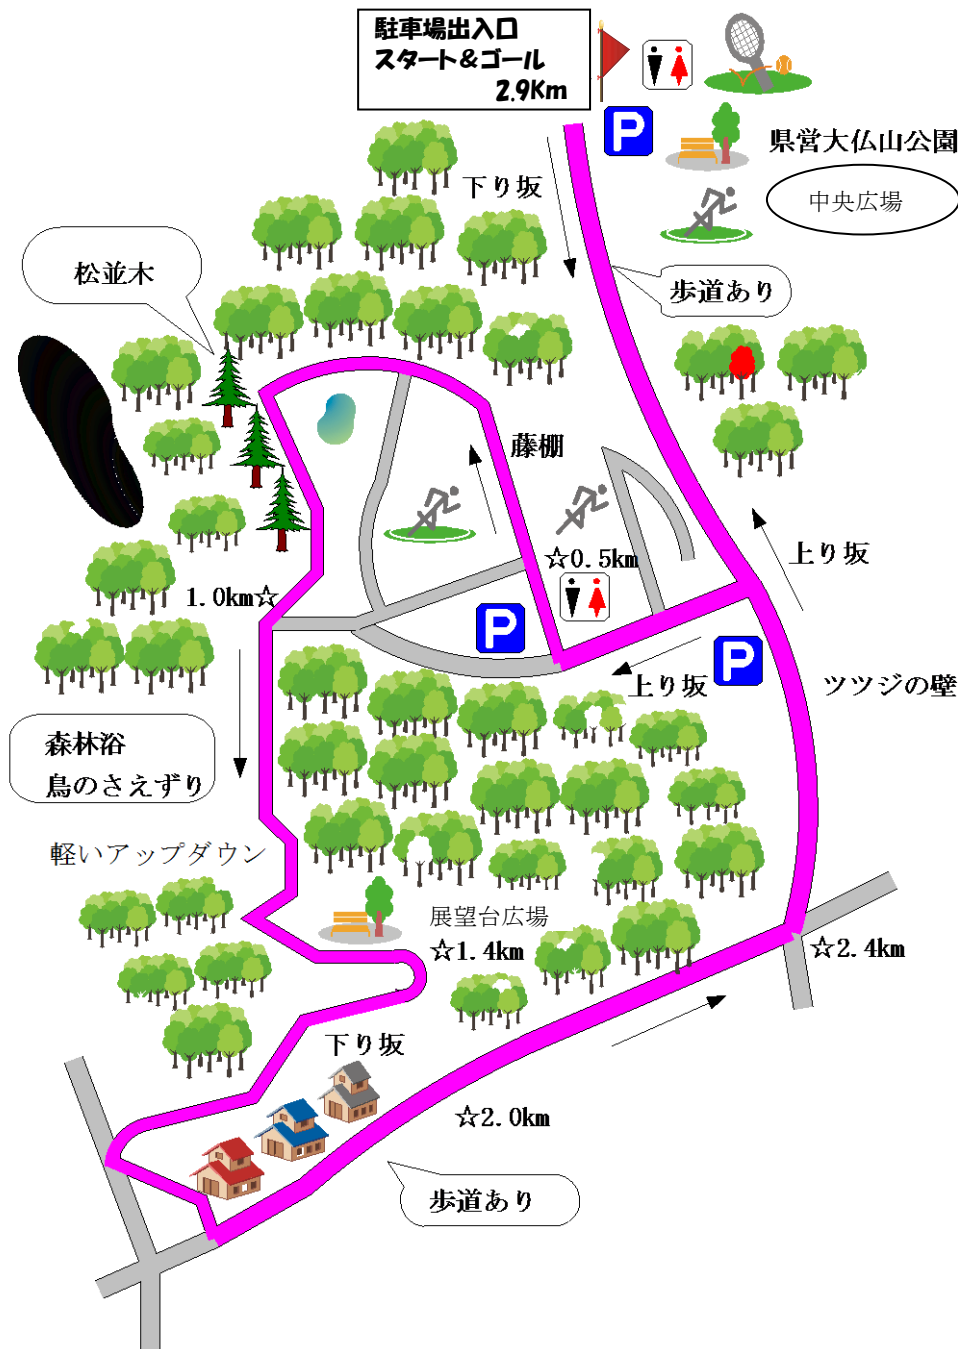 駐車場出入口
スタート&ゴール
2.9Km
P
県営大仏山公園
下り坂
中央広場
松並木
歩道あり
藤棚
☆0.5km
上り坂
1.0km☆
P
P
上り坂
ツツジの壁
森林浴
鳥のさえずり
軽いアップダウン
展望台広場
☆1.4km
☆2.4km
下り坂
☆2.0km
歩道あり